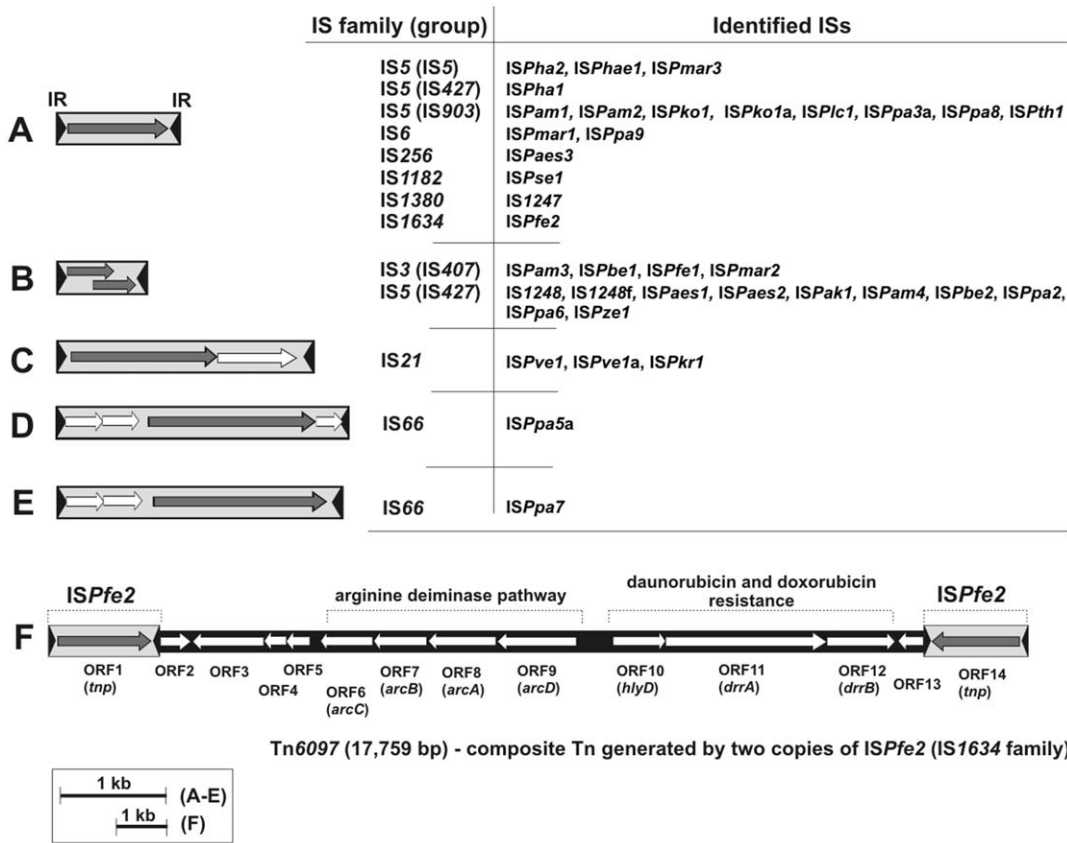 IS family (group) Identified ISs
IS5 (IS5) ISPha2, ISPhae1, ISPmar3
IS5 (IS427) ISPha1
IR IR
A IS5 (IS903) ISPam1, ISPam2, ISPko1, ISPko1a, ISPlc1, ISPpa3a, ISPpa8, ISPth1
IS6 ISPmar1, ISPpa9
IS256 ISPaes3
IS1182 ISPse1
IS1380 IS1247
IS1634 ISPfe2
B IS3 (IS407) ISPam3, ISPbe1, ISPfe1, ISPmar2
IS5 (IS427) IS1248, IS1248f, ISPaes1, ISPaes2, ISPak1, ISPam4, ISPbe2, ISPpa2,
ISPpa6, ISPze1
C IS21 ISPve1, ISPve1a, ISPkr1
D IS66 ISPpa5a
E IS66 ISPpa7
ISPfe2 arginine deiminase pathway daunorubicin and doxorubicin ISPfe2
resistance
F
ORF1 ORF2 ORF3 ORF4 ORF5 ORF6 ORF7 ORF8 ORF9 ORF10 ORF11 ORF12 ORF13 ORF14
(tnp) (arcC) (arcB) (arcA) (arcD) (hlyD) (drrA) (drrB) (tnp)
Tn6097 (17,759 bp) - composite Tn generated by two copies of ISPfe2 (IS1634 family)
1 kb (A-E)
1 kb (F)